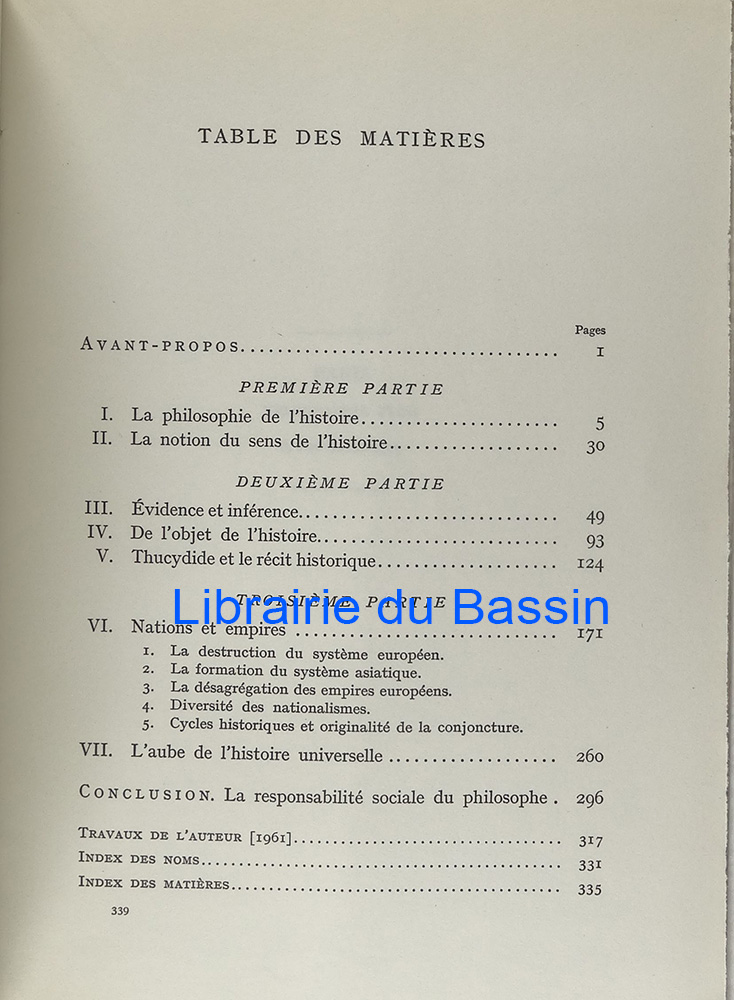 TABLE DES MATIÈRES
Pages
AVANT-PROPOS................................... 1
PREMIÈRE PARTIE
I. La philosophie de l'histoire...................... 5
II. La notion du sens de l'histoire................... 30
DEUXIÈME PARTIE
III. Évidence et inférence............................ 49
IV. De l'objet de l'histoire.......................... 93
V. Thucydide et le récit historique.................... 124
TROISIÈME PARTIE
Librairie du Bassin
VI. Nations et empires ............................ 171
1. La destruction du système européen.
2. La formation du système asiatique.
3. La désagrégation des empires européens.
4. Diversité des nationalismes.
5. Cycles historiques et originalité de la conjoncture.
VII. L'aube de l'histoire universelle .................. 260
CONCLUSION. La responsabilité sociale du philosophe . 296
TRAVAUX DE L'AUTEUR [1961]............................. 317
INDEX DES NOMS....................................... 331
INDEX DES MATIÈRES................................... 335
339